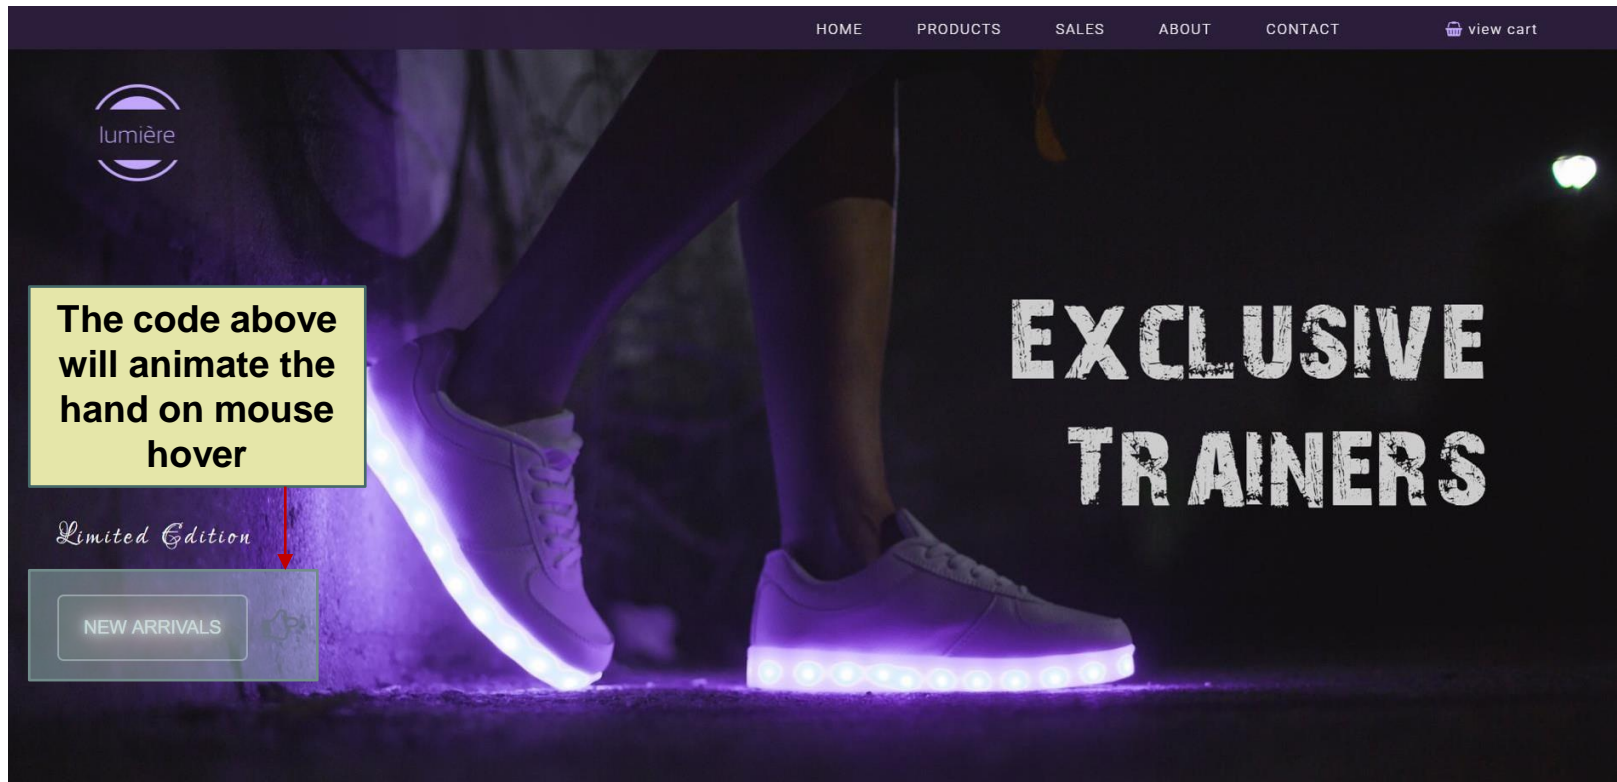 HOME PRODUCTS SALES ABOUT CONTACT view cart
lumière
The code above
will animate the
hand on mouse
hover
EXCLUSIVE
TRAINERS
Limited Edition
NEW ARRIVALS